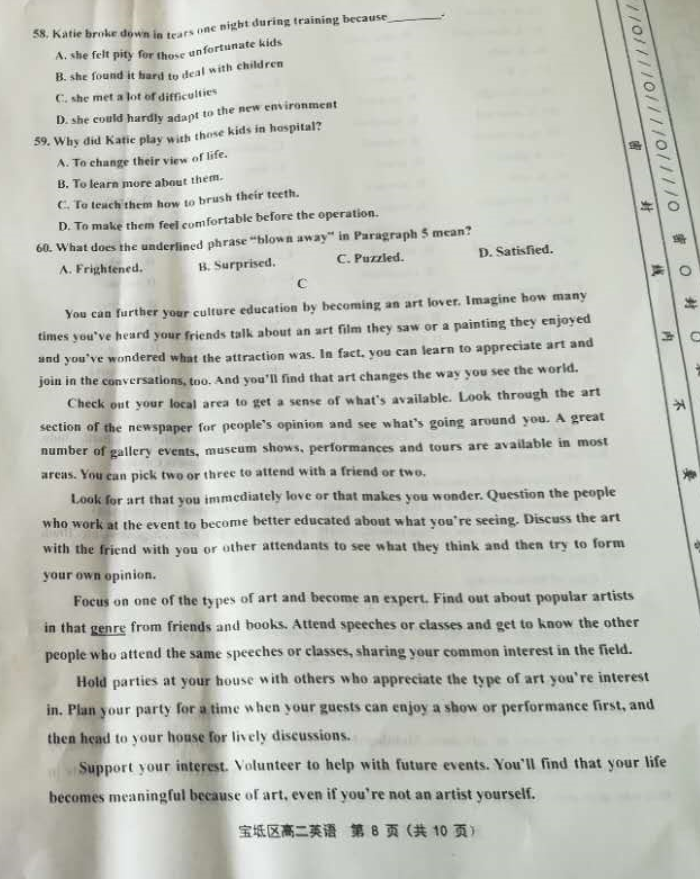 58. Katie broke down in tears one night during training because________.
A. she felt pity for those unfortunate kids
B. she found it hard to deal with children
C. she met a lot of difficulties
D. she could hardly adapt to the new environment
59. Why did Katie play with those kids in hospital?
A. To change their view of life.
B. To learn more about them.
C. To teach them how to brush their teeth.
D. To make them feel comfortable before the operation.
60. What does the underlined phrase “blown away” in Paragraph 5 mean?
A. Frightened. B. Surprised. C. Puzzled. D. Satisfied.
C
You can further your culture education by becoming an art lover. Imagine how many
times you’ve heard your friends talk about an art film they saw or a painting they enjoyed
and you’ve wondered what the attraction was. In fact, you can learn to appreciate art and
join in the conversations, too. And you’ll find that art changes the way you see the world.
Check out your local area to get a sense of what’s available. Look through the art
section of the newspaper for people’s opinion and see what’s going around you. A great
number of gallery events, museum shows, performances and tours are available in most
areas. You can pick two or three to attend with a friend or two.
Look for art that you immediately love or that makes you wonder. Question the people
who work at the event to become better educated about what you’re seeing. Discuss the art
with the friend with you or other attendants to see what they think and then try to form
your own opinion.
Focus on one of the types of art and become an expert. Find out about popular artists
in that genre from friends and books. Attend speeches or classes and get to know the other
people who attend the same speeches or classes, sharing your common interest in the field.
Hold parties at your house with others who appreciate the type of art you’re interest
in. Plan your party for a time when your guests can enjoy a show or performance first, and
then head to your house for lively discussions.
Support your interest. Volunteer to help with future events. You’ll find that your life
becomes meaningful because of art, even if you’re not an artist yourself.
宝坻区高二英语 第 8 页（共 10 页）
密
封
线
内
不